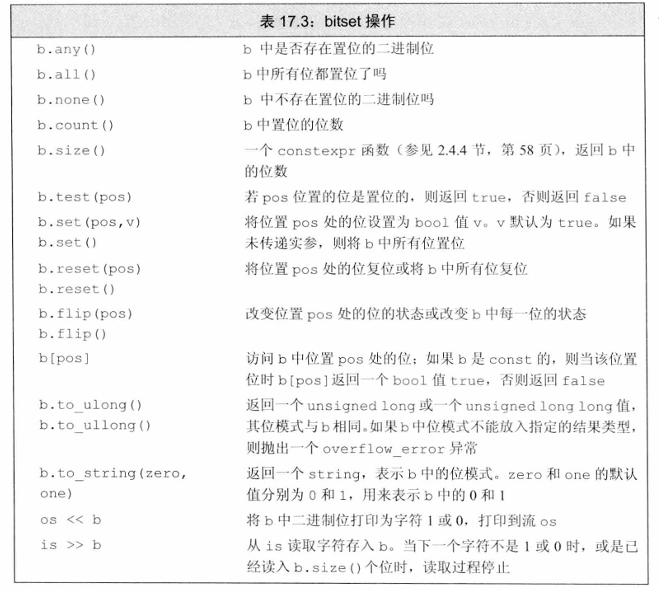 表 17.3：bitset 操作
b.any() b 中是否存在置位的二进制位
b.all() b 中所有位都置位了吗
b.none() b 中不存在置位的二进制位吗
b.count() b 中置位的位数
b.size() 一个 constexpr 函数（参见 2.4.4 节，第 58 页），返回 b 中
的位数
b.test(pos) 若 pos 位置的位是置位的，则返回 true，否则返回 false
b.set(pos,v) 将位置 pos 处的位设置为 bool 值 v。v 默认为 true。如果
b.set() 未传递实参，则将 b 中所有位置位
b.reset(pos) 将位置 pos 处的位复位或将 b 中所有位复位
b.reset()
b.flip(pos) 改变位置 pos 处的位的状态或改变 b 中每一位的状态
b.flip()
b[pos] 访问 b 中位置 pos 处的位；如果 b 是 const 的，则当该位置
位时 b[pos]返回一个 bool 值 true，否则返回 false
b.to_ulong() 返回一个 unsigned long 或一个 unsigned long long 值，
b.to_ullong() 其位模式与 b 相同。如果 b 中位模式不能放入指定的结果类型，
则抛出一个 overflow_error 异常
b.to_string(zero, 返回一个 string，表示 b 中的位模式。zero 和 one 的默认
one) 值分别为 0 和 1，用来表示 b 中的 0 和 1
os << b 将 b 中二进制位打印为字符 1 或 0，打印到流 os
is >> b 从 is 读取字符存入 b。当下一个字符不是 1 或 0 时，或是已
经读入 b.size()个位时，读取过程停止